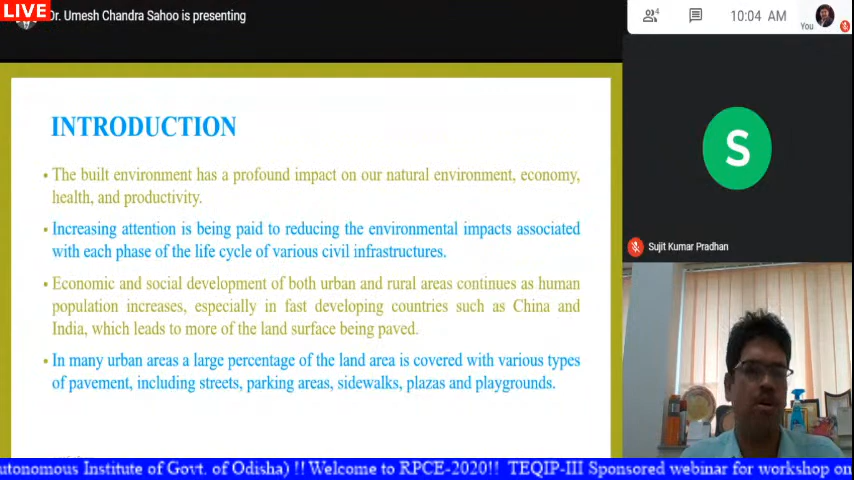 LIVE
Dr. Umesh Chandra Sahoo is presenting
4
10:04 AM
You
INTRODUCTION
• The built environment has a profound impact on our natural environment, economy,
health, and productivity.
• Increasing attention is being paid to reducing the environmental impacts associated
with each phase of the life cycle of various civil infrastructures.
• Economic and social development of both urban and rural areas continues as human
population increases, especially in fast developing countries such as China and
India, which leads to more of the land surface being paved.
• In many urban areas a large percentage of the land area is covered with various types
of pavement, including streets, parking areas, sidewalks, plazas and playgrounds.
S
Sujit Kumar Pradhan
utonomous Institute of Govt. of Odisha) !! Welcome to RPCE-2020!! TEQIP-III Sponsored webinar for workshop on